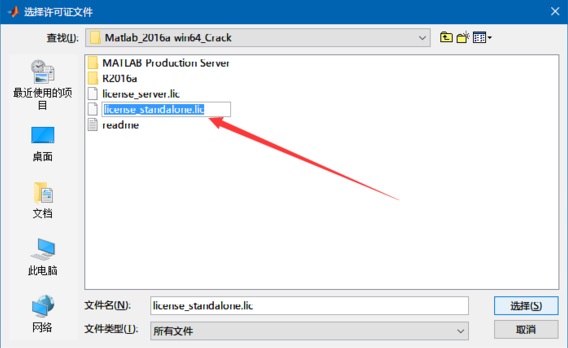 选择许可证文件
查找(I):
Matlab_2016a win64_Crack
最近使用的项
目
桌面
文档
此电脑
网络
MATLAB Production Server
R2016a
license_server.lic
license_standalone.lic
readme
文件名(N):
license_standalone.lic
选择(S)
文件类型(T):
所有文件
取消